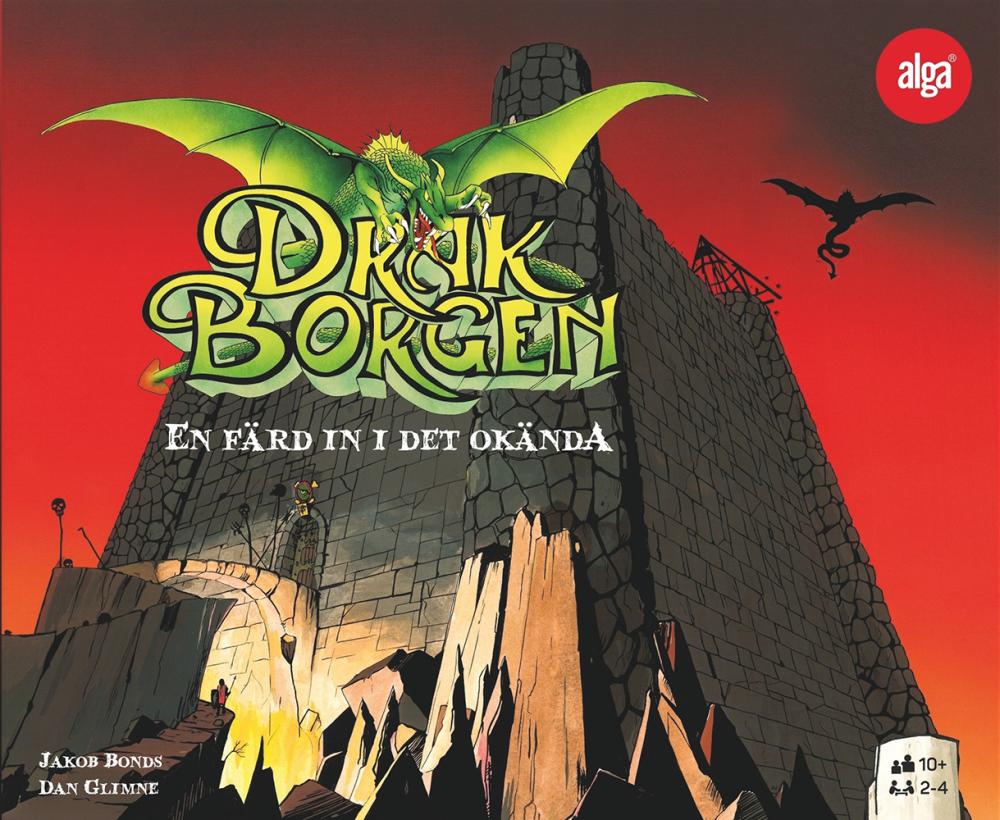 alga®
DRAK
BORGEN
EN FÄRD IN I DET OKÄNDA
JAKOB BONDS
DAN GLIMNE
10+
2-4